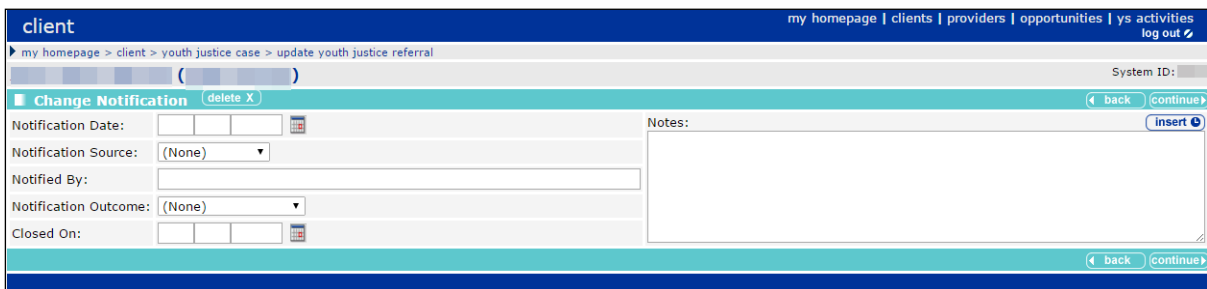 client
my homepage | clients | providers | opportunities | ys activities
log out
my homepage > client > youth justice case > update youth justice referral
( )
System ID:
Change Notification delete X
back continue
Notification Date:
Notes: insert
Notification Source: (None)
Notified By:
Notification Outcome: (None)
Closed On:
back continue